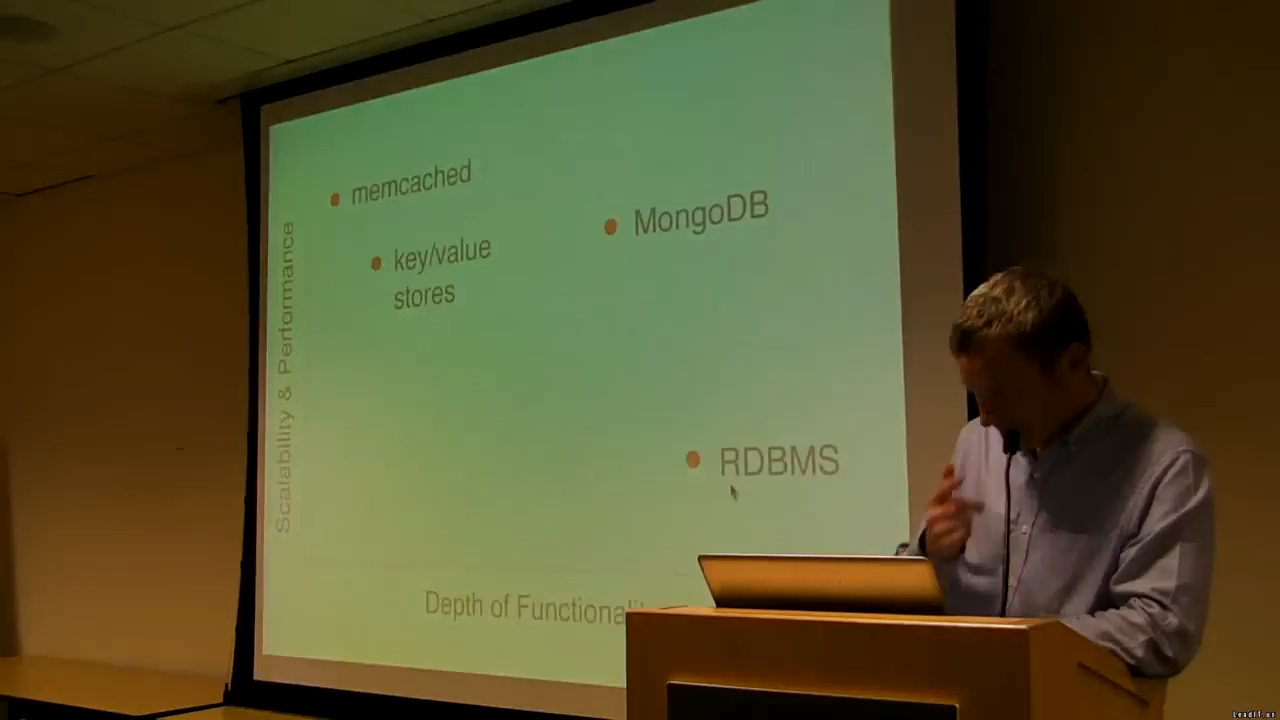 memcached
MongoDB
key/value
stores
Scalability & Performance
RDBMS
Depth of Functionali